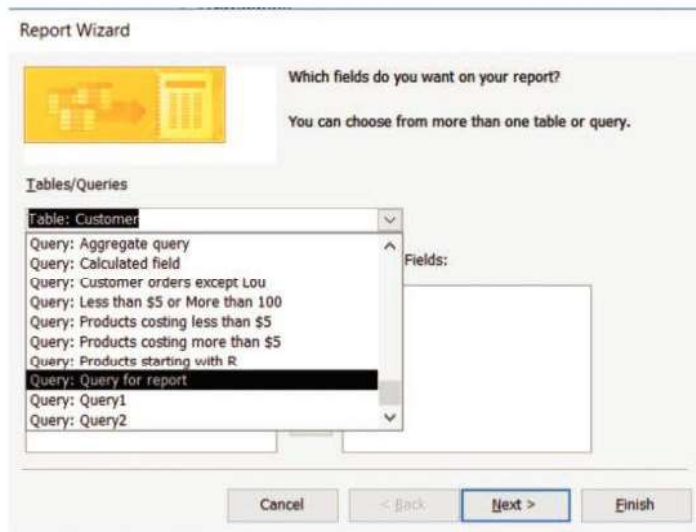 Report Wizard
Which fields do you want on your report?
You can choose from more than one table or query.
Tables/Queries
Table: Customer
Query: Aggregate query
Query: Calculated field
Fields:
Query: Customer orders except Lou
Query: Less than $5 or More than 100
Query: Products costing less than $5
Query: Products costing more than $5
Query: Products starting with R
Query: Query for report
Query: Query1
Query: Query2
Cancel
< Back
Next >
Finish